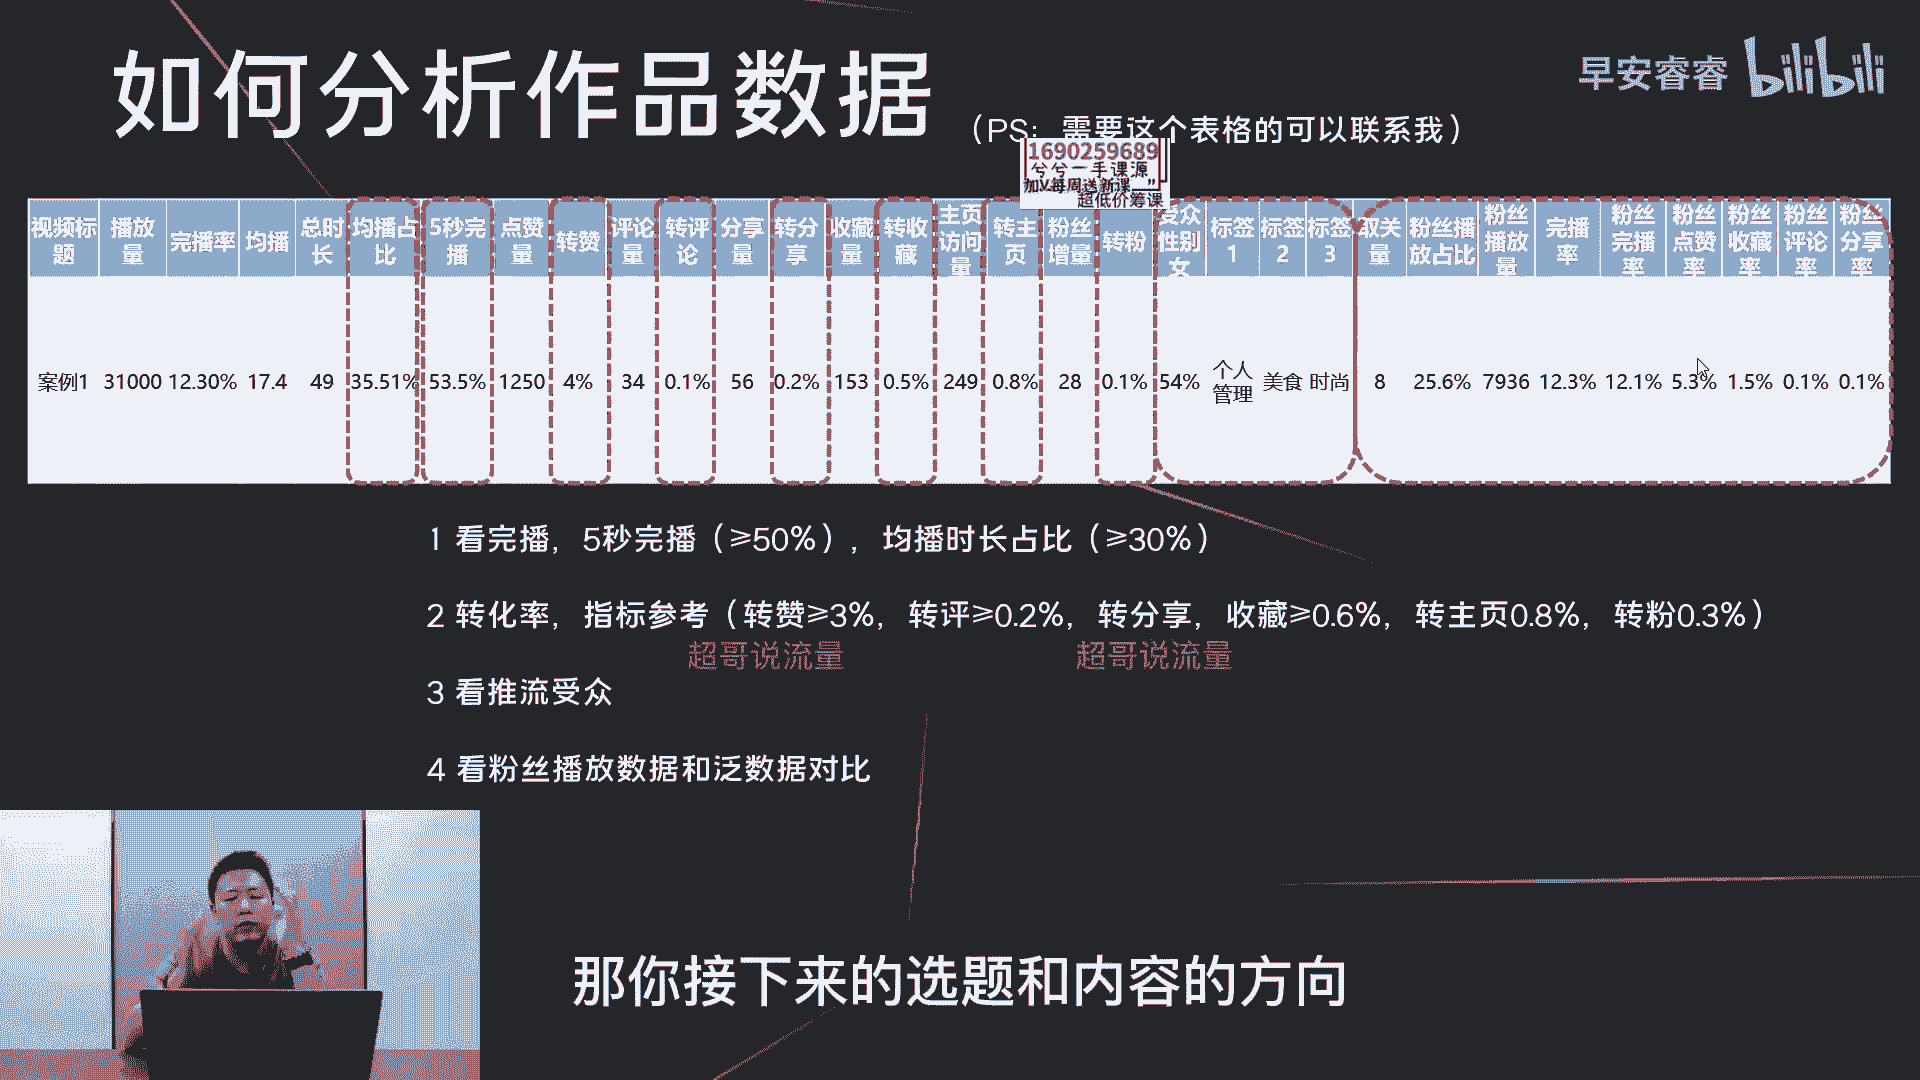 如何分析作品数据
（PS：需要这个表格的可以联系我）
早安睿睿 bilibili
1690259689
兮兮一手课源
加V每周送新课
超低价筹课
视频标题 播放量 完播率 均播 总时长 均播占比 5秒完播 点赞量 转赞 评论量 转评论 分享量 转分享 收藏量 转收藏 主页访问量 转主页 粉丝增量 转粉 受众性别女 标签1 标签2 标签3 取关量 粉丝播放占比 粉丝播放量 完播率 粉丝完播率 粉丝点赞率 粉丝收藏率 粉丝评论率 粉丝分享率
案例1 31000 12.30% 17.4 49 35.51% 53.5% 1250 4% 34 0.1% 56 0.2% 153 0.5% 249 0.8% 28 0.1% 54% 个人管理 美食 时尚 8 25.6% 7936 12.3% 12.1% 5.3% 1.5% 0.1% 0.1%
1 看完播，5秒完播（≥50%），均播时长占比（≥30%）
2 转化率，指标参考（转赞≥3%，转评≥0.2%，转分享，收藏≥0.6%，转主页0.8%，转粉0.3%）
超哥说流量 超哥说流量
3 看推流受众
4 看粉丝播放数据和泛数据对比
那你接下来的选题和内容的方向